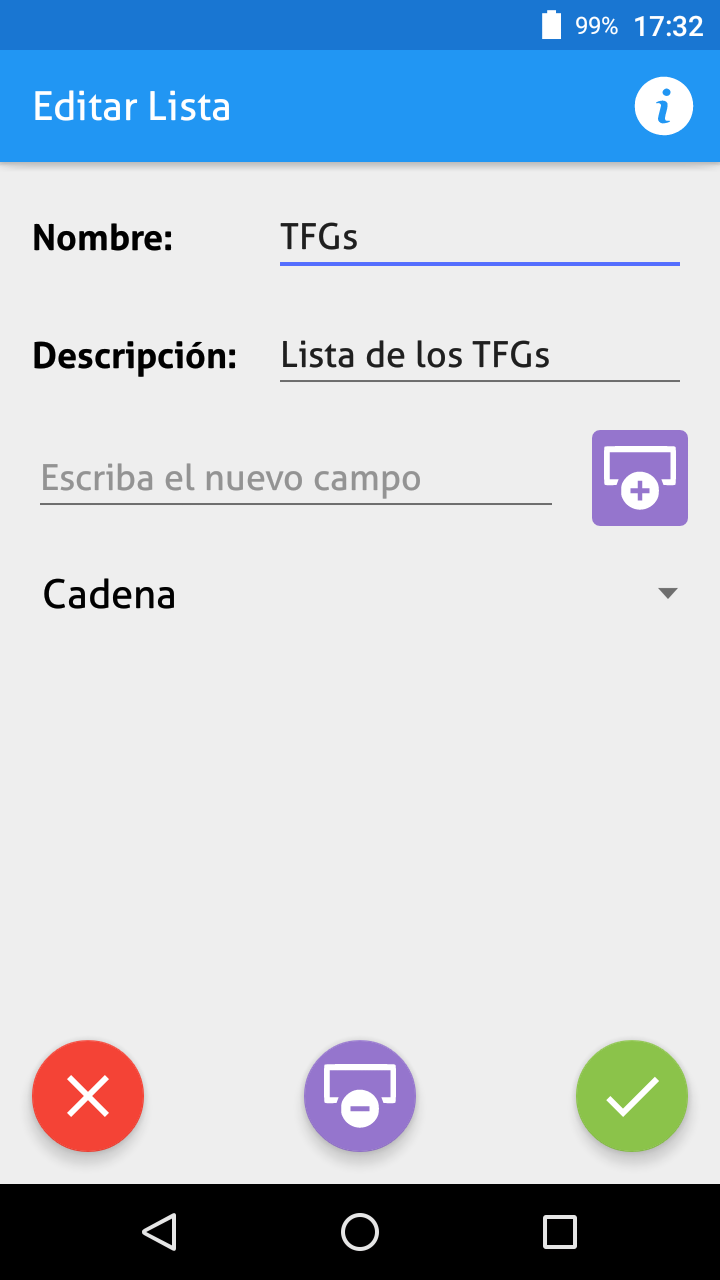 99% 17:32
Editar Lista
Nombre: TFGs
Descripción: Lista de los TFGs
Escriba el nuevo campo
Cadena